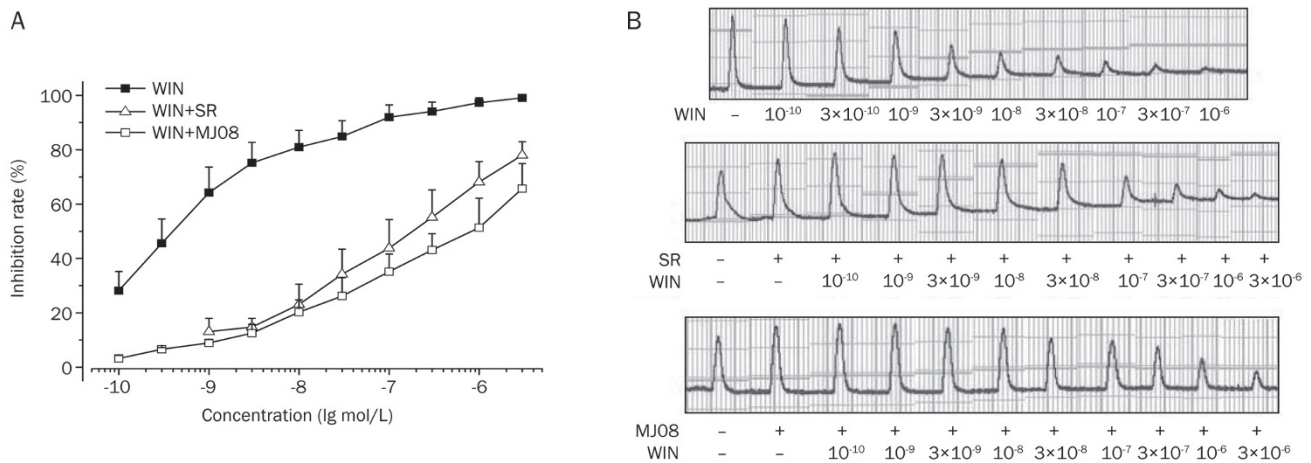 A
Inhibition rate (%)
100
80
60
40
20
0
WIN
WIN+SR
WIN+MJ08
-10 -9 -8 -7 -6
Concentration (lg mol/L)
B
WIN – 10⁻¹⁰ 3×10⁻¹⁰ 10⁻⁹ 3×10⁻⁹ 10⁻⁸ 3×10⁻⁸ 10⁻⁷ 3×10⁻⁷ 10⁻⁶
SR – + + + + + + + + + +
WIN – – 10⁻¹⁰ 10⁻⁹ 3×10⁻⁹ 10⁻⁸ 3×10⁻⁸ 10⁻⁷ 3×10⁻⁷ 10⁻⁶ 3×10⁻⁶
MJ08 – + + + + + + + + + +
WIN – – 10⁻¹⁰ 10⁻⁹ 3×10⁻⁹ 10⁻⁸ 3×10⁻⁸ 10⁻⁷ 3×10⁻⁷ 10⁻⁶ 3×10⁻⁶